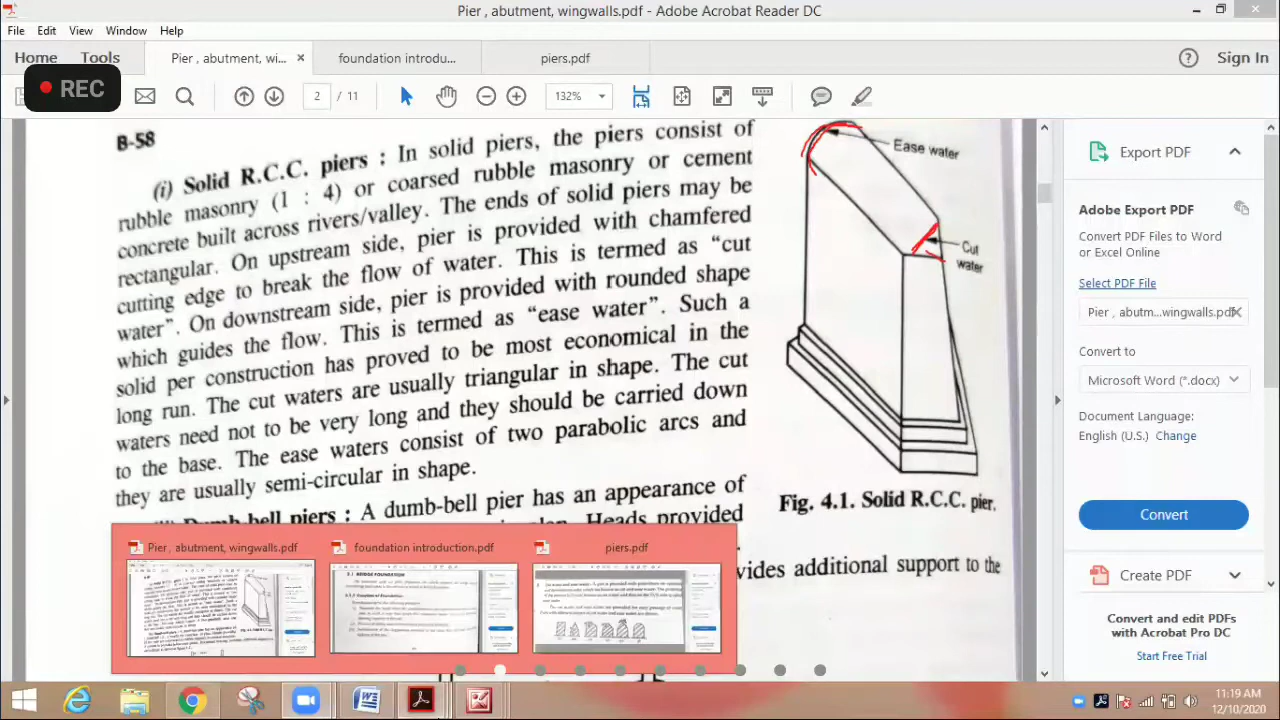 Pier , abutment, wingwalls.pdf - Adobe Acrobat Reader DC
File Edit View Window Help
Home Tools Pier , abutment, wi... × foundation introdu... piers.pdf Sign In
REC 2 / 11 132%
B-58
(i) Solid R.C.C. piers : In solid piers, the piers consist of
rubble masonry (1 : 4) or coarsed rubble masonry or cement
concrete built across rivers/valley. The ends of solid piers may be
rectangular. On upstream side, pier is provided with chamfered
cutting edge to break the flow of water. This is termed as “cut
water”. On downstream side, pier is provided with rounded shape
which guides the flow. This is termed as “ease water”. Such a
solid per construction has proved to be most economical in the
long run. The cut waters are usually triangular in shape. The cut
waters need not to be very long and they should be carried down
to the base. The ease waters consist of two parabolic arcs and
they are usually semi-circular in shape.
Dumb-bell piers : A dumb-bell pier has an appearance of
Heads provided
vides additional support to the
Ease water
Cut
water
Fig. 4.1. Solid R.C.C. pier.
Pier , abutment, wingwalls.pdf
foundation introduction.pdf
piers.pdf
Export PDF
Adobe Export PDF
Convert PDF Files to Word
or Excel Online
Select PDF File
Pier , abutm...wingwalls.pdf
Convert to
Microsoft Word (*.docx)
Document Language:
English (U.S.) Change
Convert
Create PDF
Convert and edit PDFs
with Acrobat Pro DC
Start Free Trial
11:19 AM
12/10/2020